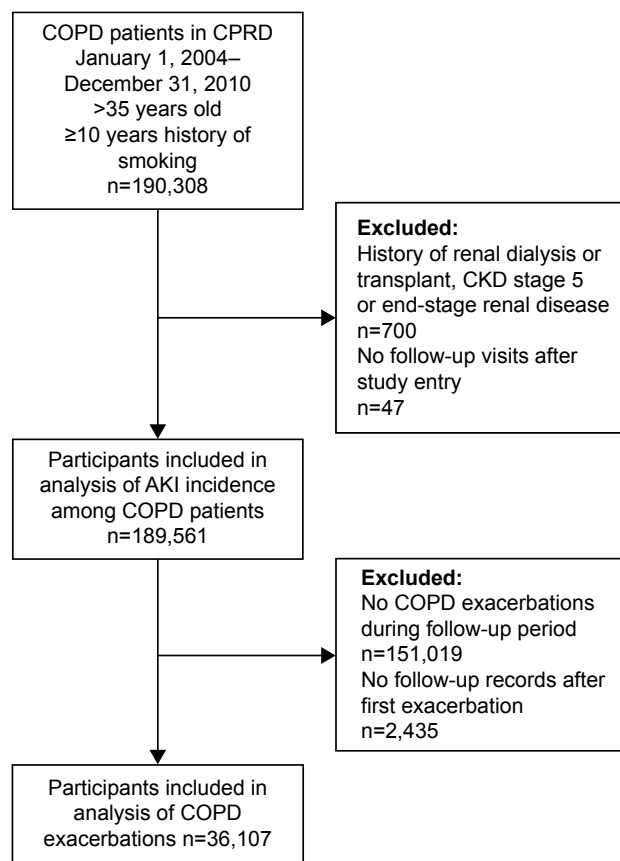 COPD patients in CPRD
January 1, 2004–
December 31, 2010
>35 years old
≥10 years history of
smoking
n=190,308
Excluded:
History of renal dialysis or
transplant, CKD stage 5
or end-stage renal disease
n=700
No follow-up visits after
study entry
n=47
Participants included in
analysis of AKI incidence
among COPD patients
n=189,561
Excluded:
No COPD exacerbations
during follow-up period
n=151,019
No follow-up records after
first exacerbation
n=2,435
Participants included in
analysis of COPD
exacerbations n=36,107